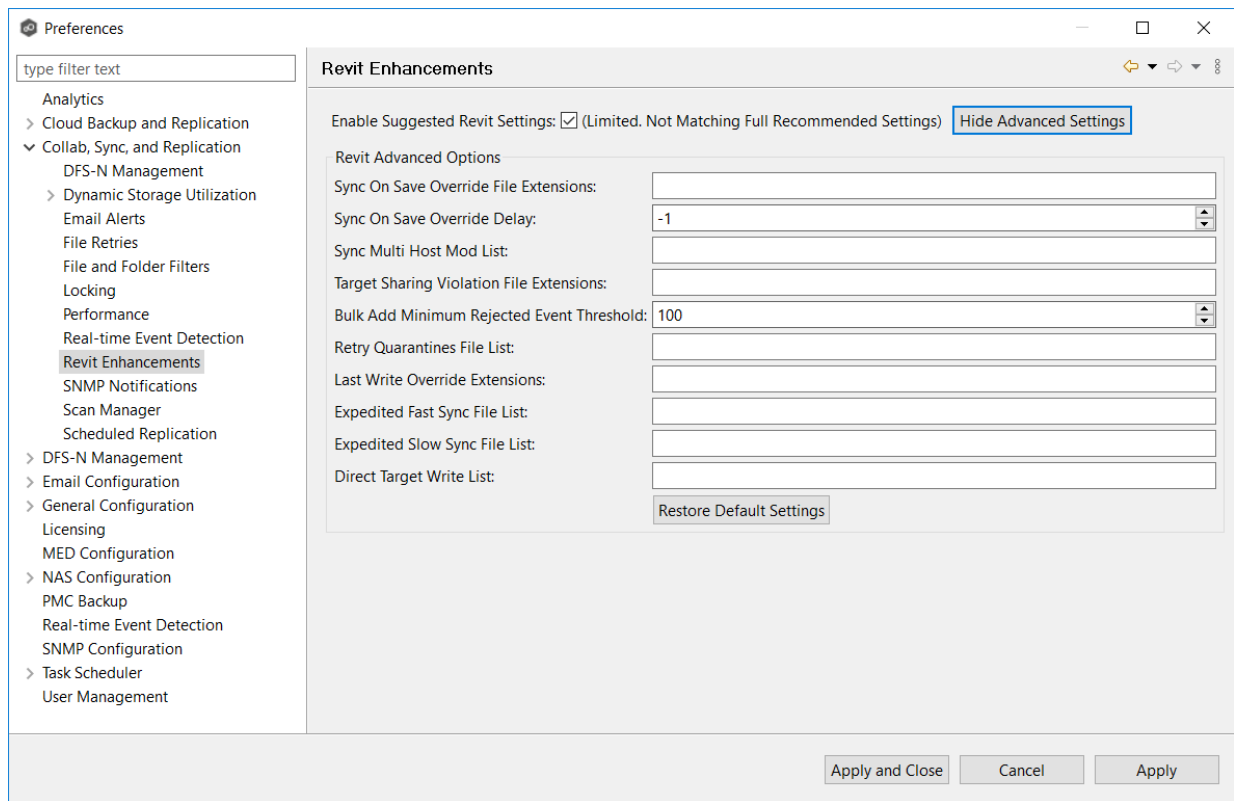 Preferences
type filter text
Analytics
Cloud Backup and Replication
Collab, Sync, and Replication
DFS-N Management
Dynamic Storage Utilization
Email Alerts
File Retries
File and Folder Filters
Locking
Performance
Real-time Event Detection
Revit Enhancements
SNMP Notifications
Scan Manager
Scheduled Replication
DFS-N Management
Email Configuration
General Configuration
Licensing
MED Configuration
NAS Configuration
PMC Backup
Real-time Event Detection
SNMP Configuration
Task Scheduler
User Management
Revit Enhancements
Enable Suggested Revit Settings: (Limited. Not Matching Full Recommended Settings) Hide Advanced Settings
Revit Advanced Options
Sync On Save Override File Extensions:
Sync On Save Override Delay: -1
Sync Multi Host Mod List:
Target Sharing Violation File Extensions:
Bulk Add Minimum Rejected Event Threshold: 100
Retry Quarantines File List:
Last Write Override Extensions:
Expedited Fast Sync File List:
Expedited Slow Sync File List:
Direct Target Write List:
Restore Default Settings
Apply and Close Cancel Apply